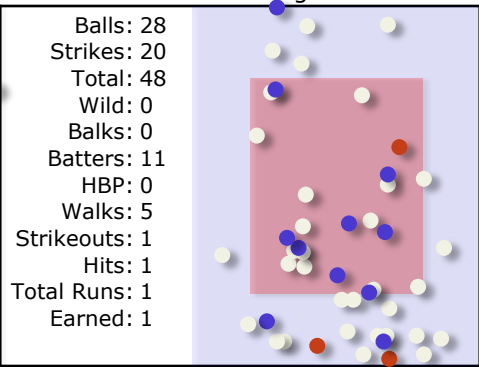 Balls: 28
Strikes: 20
Total: 48
Wild: 0
Balks: 0
Batters: 11
HBP: 0
Walks: 5
Strikeouts: 1
Hits: 1
Total Runs: 1
Earned: 1